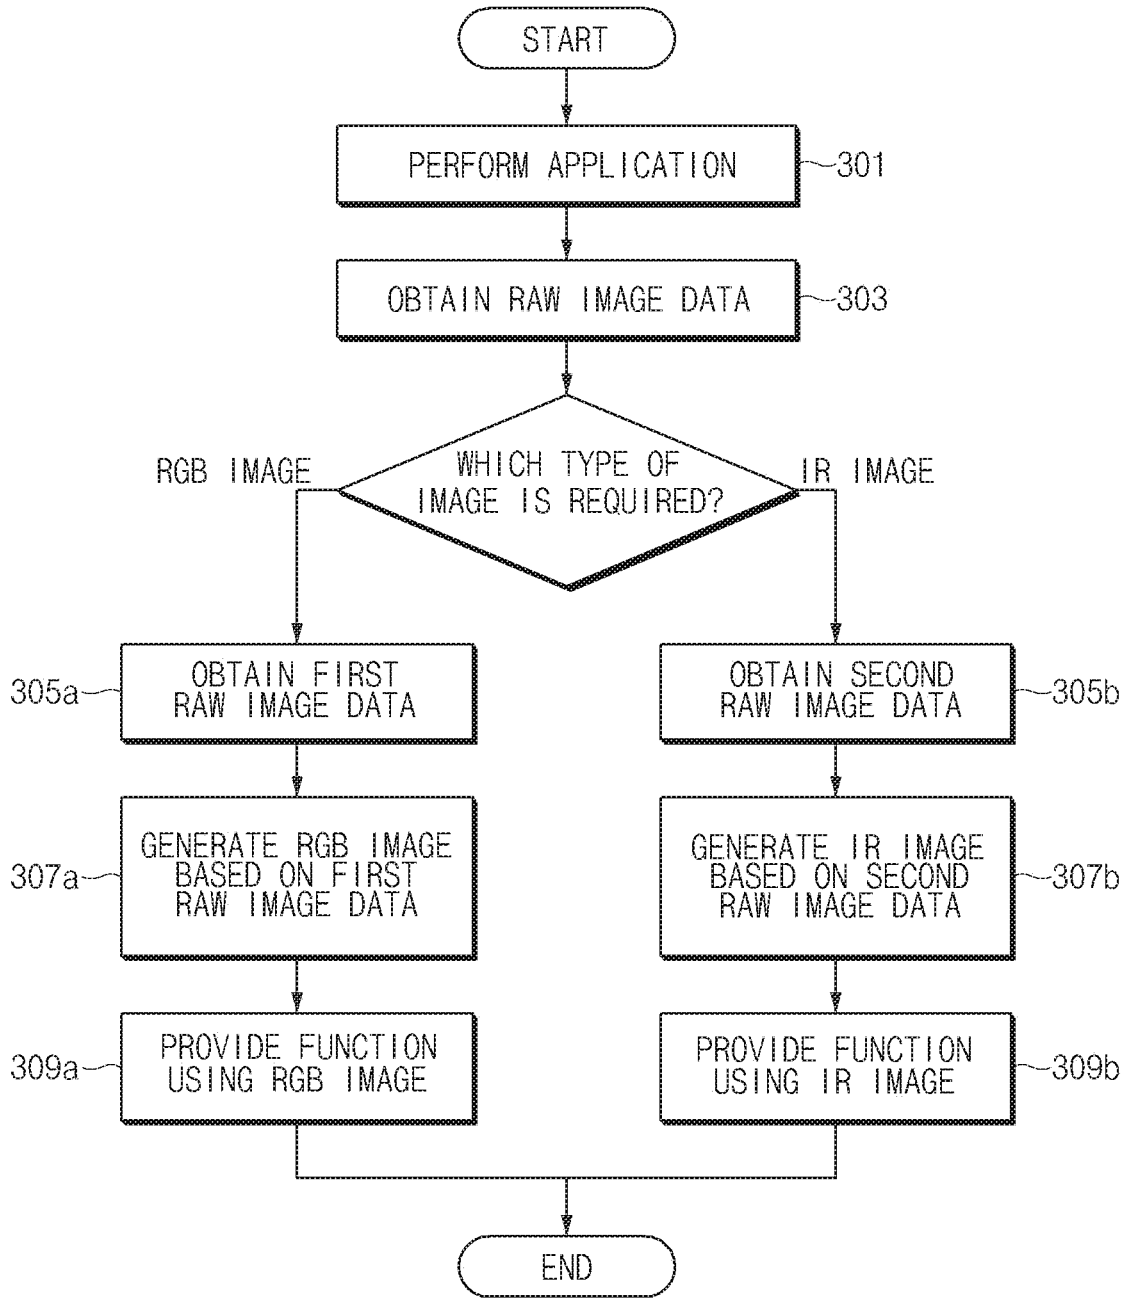 START
PERFORM APPLICATION
301
OBTAIN RAW IMAGE DATA
303
WHICH TYPE OF
IMAGE IS REQUIRED?
RGB IMAGE
IR IMAGE
OBTAIN FIRST
RAW IMAGE DATA
305a
OBTAIN SECOND
RAW IMAGE DATA
305b
GENERATE RGB IMAGE
BASED ON FIRST
RAW IMAGE DATA
307a
GENERATE IR IMAGE
BASED ON SECOND
RAW IMAGE DATA
307b
PROVIDE FUNCTION
USING RGB IMAGE
309a
PROVIDE FUNCTION
USING IR IMAGE
309b
END